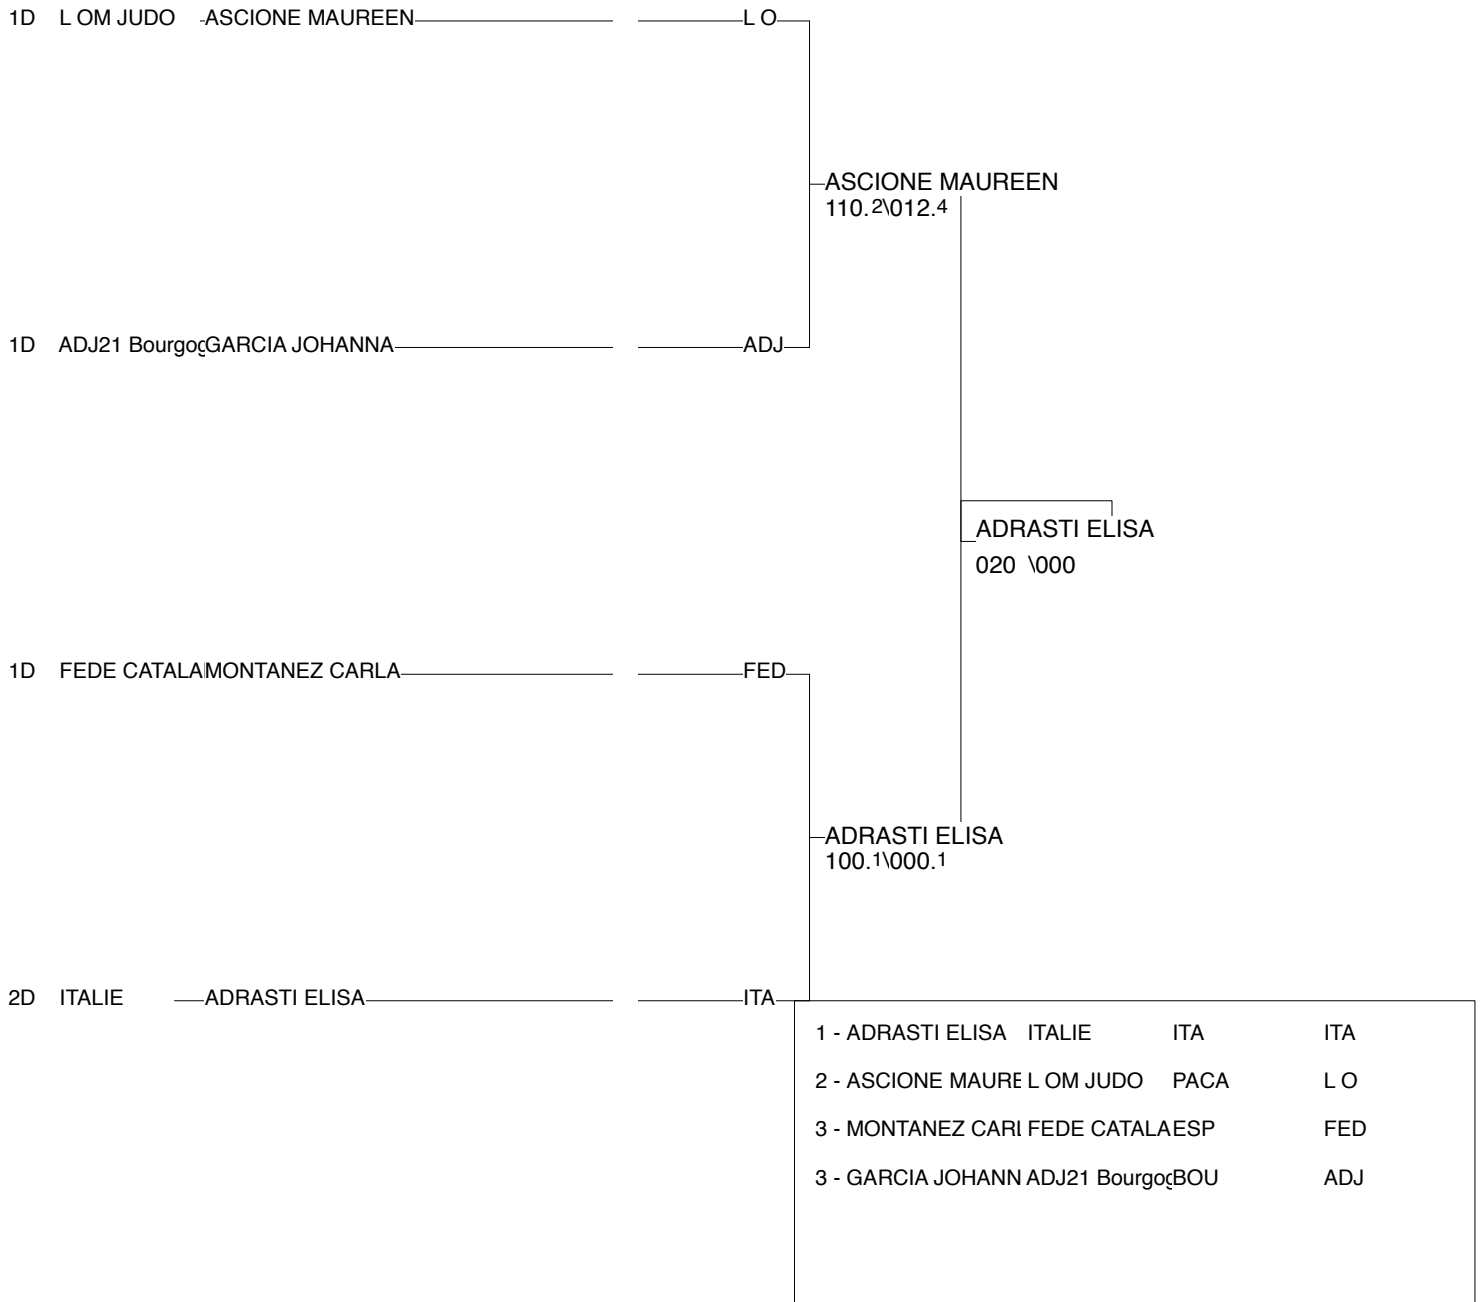 1D L OM JUDO ASCIONE MAUREEN L O
ASCIONE MAUREEN
110.2\012.4
1D ADJ21 Bourgog GARCIA JOHANNA ADJ
ADRASTI ELISA
020 \000
1D FEDE CATALA MONTANEZ CARLA FED
ADRASTI ELISA
100.1\000.1
2D ITALIE ADRASTI ELISA ITA
1 - ADRASTI ELISA ITALIE ITA ITA
2 - ASCIONE MAURE L OM JUDO PACA L O
3 - MONTANEZ CARL FEDE CATALA ESP FED
3 - GARCIA JOHANN ADJ21 Bourgog BOU ADJ